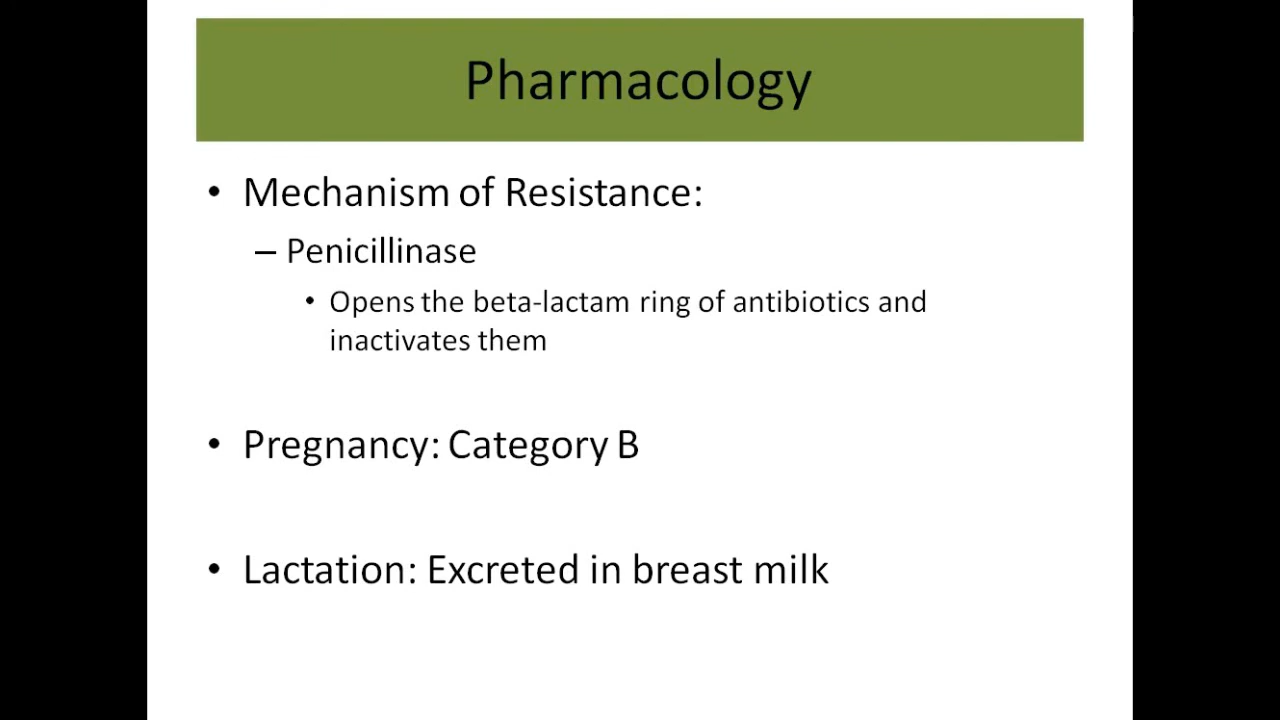 Pharmacology
• Mechanism of Resistance:
– Penicillinase
• Opens the beta-lactam ring of antibiotics and
inactivates them
• Pregnancy: Category B
• Lactation: Excreted in breast milk